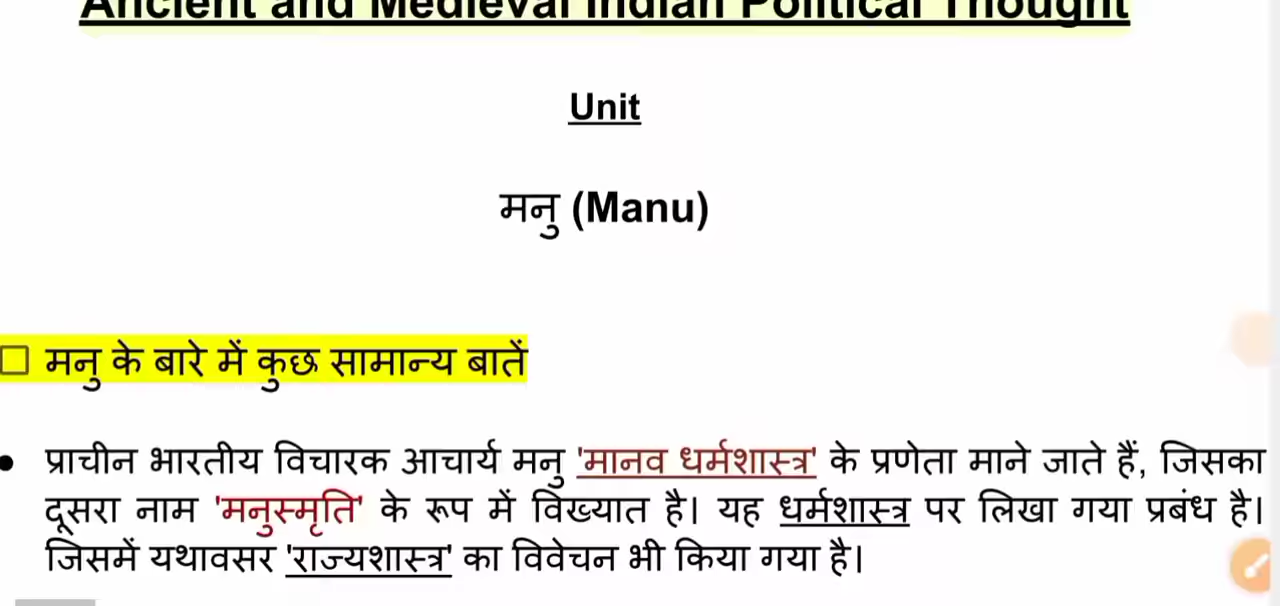 Ancient and Medieval Indian Political Thought
Unit
मनु (Manu)
मनु के बारे में कुछ सामान्य बातें
प्राचीन भारतीय विचारक आचार्य मनु 'मानव धर्मशास्त्र' के प्रणेता माने जाते हैं, जिसका
दूसरा नाम 'मनुस्मृति' के रूप में विख्यात है। यह धर्मशास्त्र पर लिखा गया प्रबंध है।
जिसमें यथावसर 'राज्यशास्त्र' का विवेचन भी किया गया है।